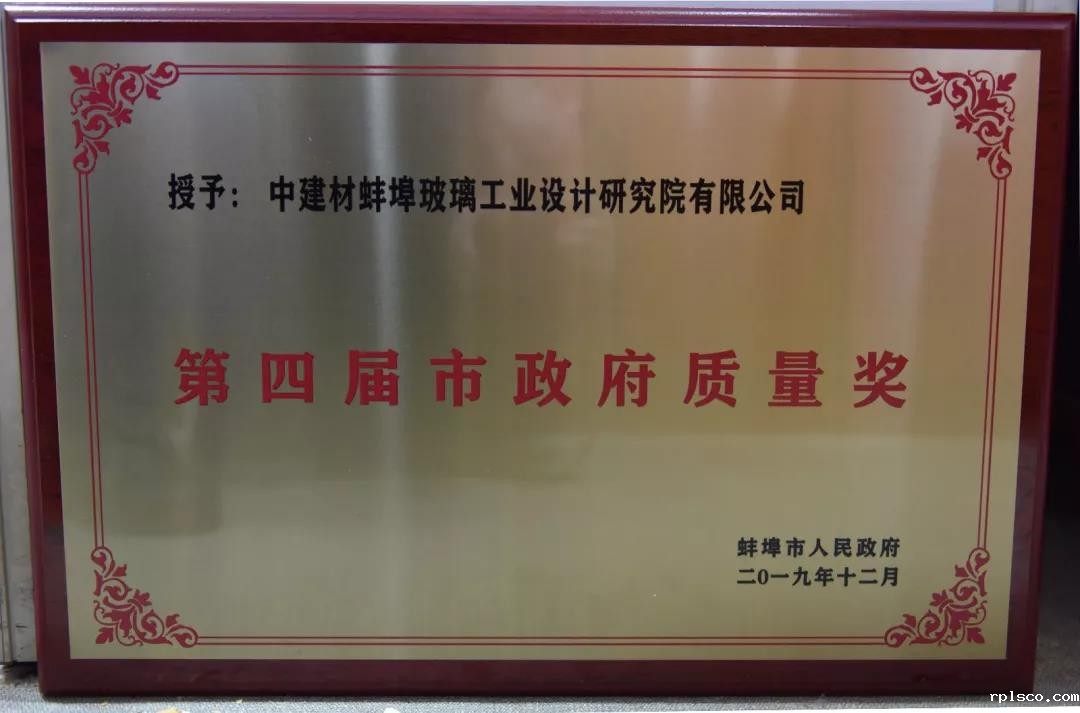 授予：中建材蚌埠玻璃工业设计研究院有限公司
第四届市政府质量奖
蚌埠市人民政府
二0一九年十二月
rplsco.com